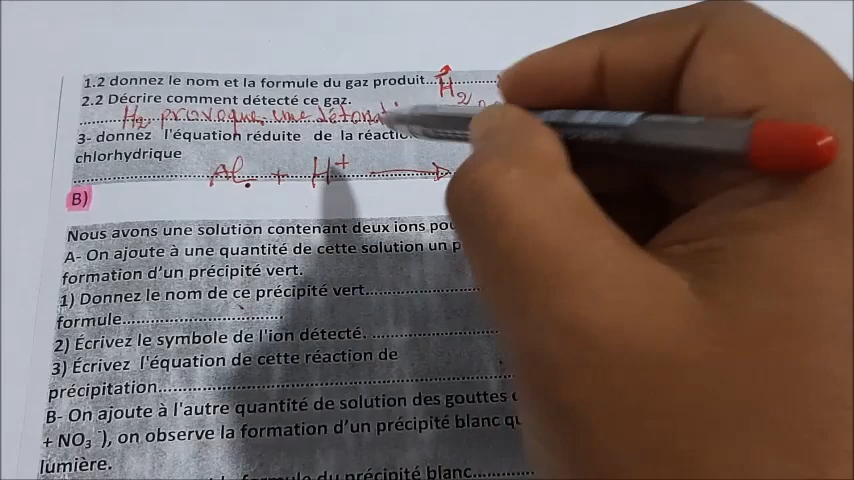 1.2 donnez le nom et la formule du gaz produit....H₂........
2.2 Décrire comment détecté ce gaz.
........H₂ provoque une
3- donnez l'équation réduite de la
chlorhydrique
Al + H⁺ →
B)
Nous avons une solution contenant deux ions
A- On ajoute à une quantité de cette solution un
formation d'un précipité vert.
1) Donnez le nom de ce précipité vert........................
formule................................
2) Écrivez le symbole de l'ion détecté. ........................
3) Écrivez l'équation de cette réaction de
précipitation................................................
B- On ajoute à l'autre quantité de solution des gouttes
+ NO₃⁻), on observe la formation d'un précipité blanc
lumière.
formule du précipité blanc............